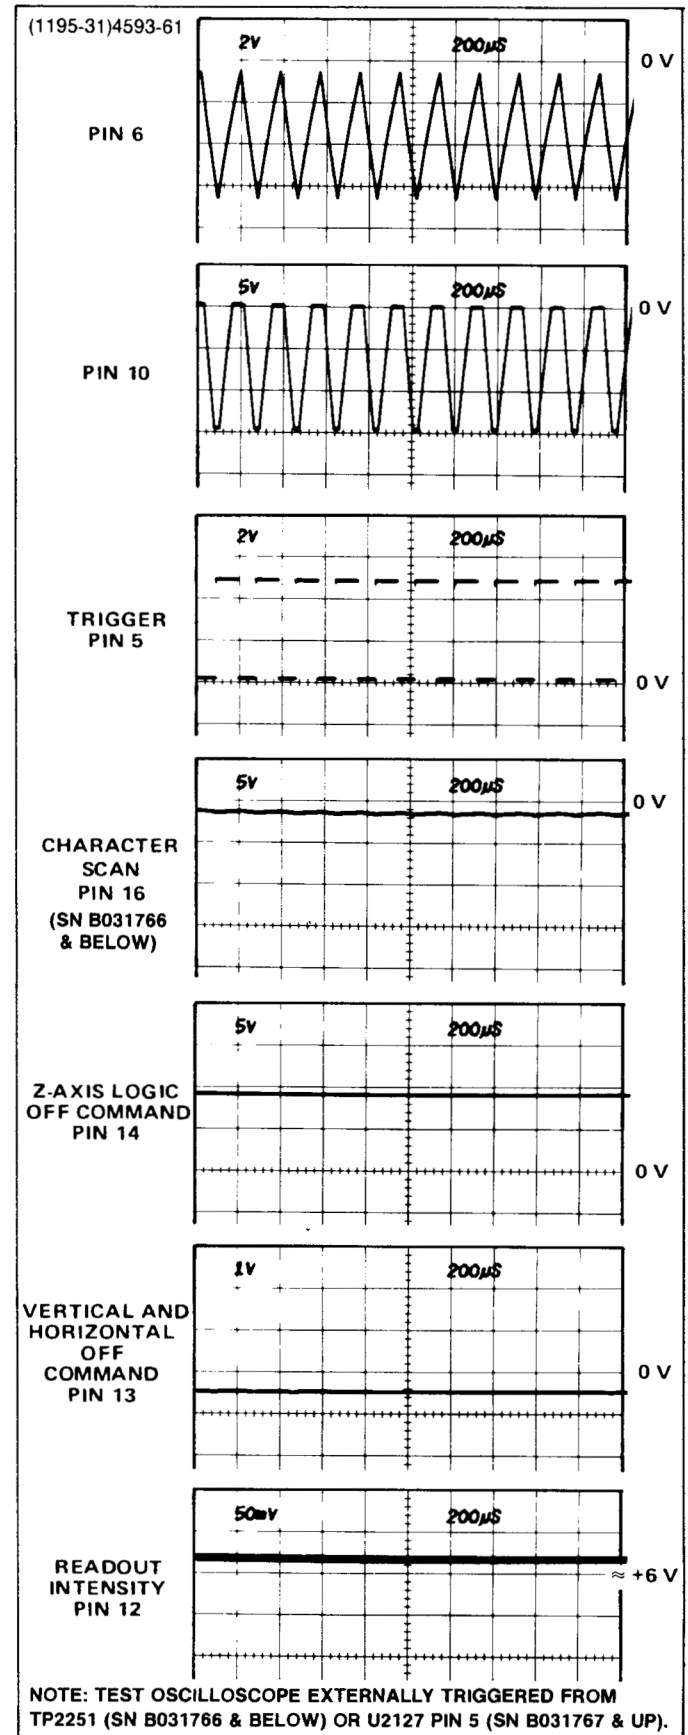 (1195-31)4593-61
2V 200µS
0 V
PIN 6
5V 200µS
0 V
PIN 10
2V 200µS
TRIGGER
PIN 5
0 V
5V 200µS
0 V
CHARACTER
SCAN
PIN 16
(SN B031766
& BELOW)
5V 200µS
Z-AXIS LOGIC
OFF COMMAND
PIN 14
0 V
1V 200µS
VERTICAL AND
HORIZONTAL
OFF
COMMAND
PIN 13
0 V
50mV 200µS
READOUT
INTENSITY
PIN 12
≈ +6 V
NOTE: TEST OSCILLOSCOPE EXTERNALLY TRIGGERED FROM
TP2251 (SN B031766 & BELOW) OR U2127 PIN 5 (SN B031767 & UP).